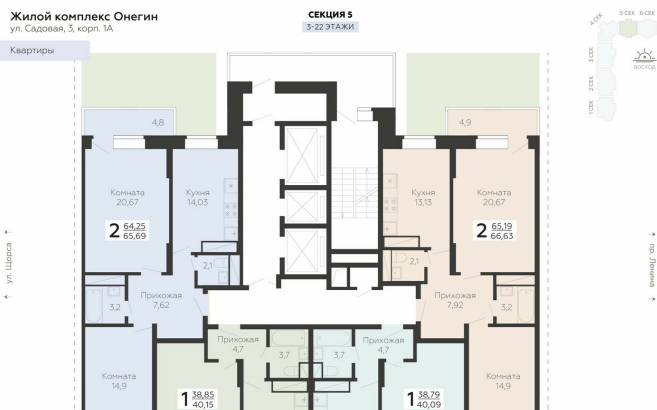 Жилой комплекс Онегин
ул. Садовая, 3, корп. 1А
Квартиры
СЕКЦИЯ 5
3-22 ЭТАЖИ
4 СЕК
5 СЕК
6 СЕК
3 СЕК
2 СЕК
1 СЕК
ВОСХОД
4,8
4,9
Комната
20,67
Кухня
14,03
Кухня
13,13
Комната
20,67
2 64,25
65,69
2 65,19
66,63
2,1
2,1
ул. Щорса
пр. Ленина
3,2
Прихожая
7,62
Прихожая
7,92
3,2
Прихожая
4,7
3,7
3,7
Прихожая
4,7
Комната
14,9
Комната
14,9
1 38,85
40,15
1 38,79
40,09